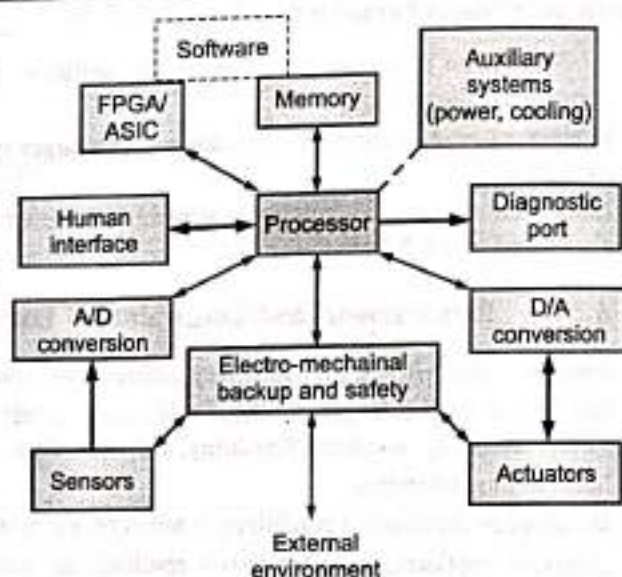 Software
Auxiliary
systems
(power, cooling)
FPGA/
ASIC
Memory
Human
interface
Processor
Diagnostic
port
A/D
conversion
D/A
conversion
Electro-mechainal
backup and safety
Sensors
Actuators
External
environment